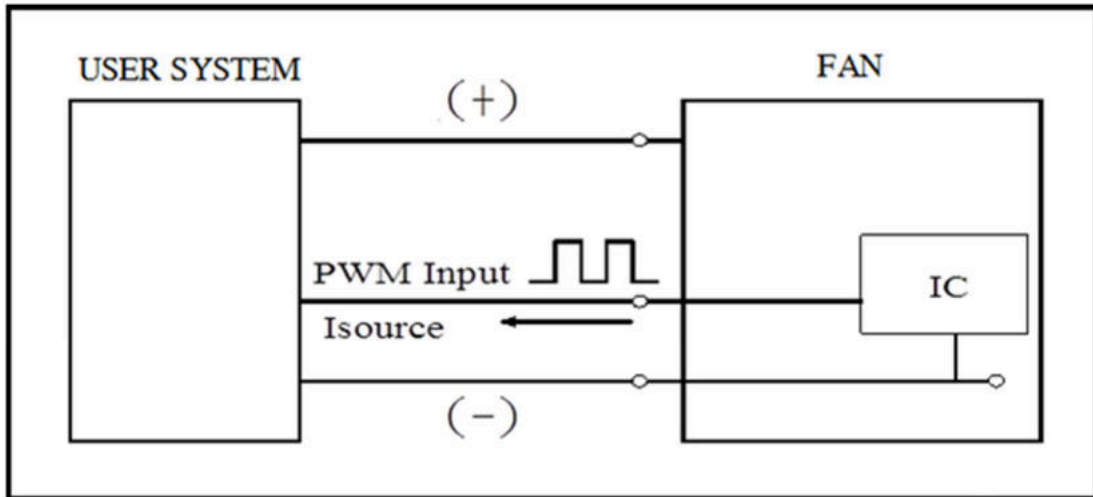 USER SYSTEM
FAN
(+)
PWM Input
IC
Isource
(-)